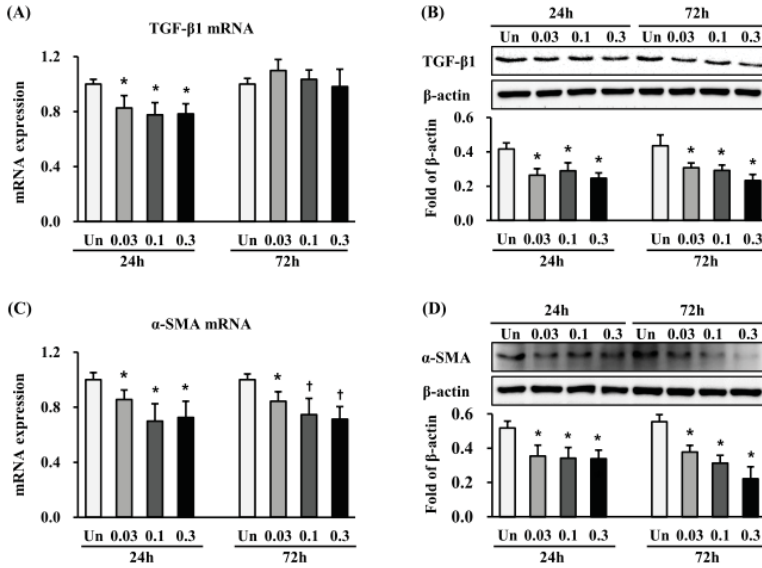 (A)
TGF-β1 mRNA
mRNA expression
1.2
0.8
0.4
0.0
* * *
Un 0.03 0.1 0.3 Un 0.03 0.1 0.3
24h 72h
(B)
24h 72h
Un 0.03 0.1 0.3 Un 0.03 0.1 0.3
TGF-β1
β-actin
Fold of β-actin
0.6
0.4
0.2
0.0
* * * * * *
Un 0.03 0.1 0.3 Un 0.03 0.1 0.3
24h 72h
(C)
α-SMA mRNA
mRNA expression
1.2
0.8
0.4
0.0
* * * * † †
Un 0.03 0.1 0.3 Un 0.03 0.1 0.3
24h 72h
(D)
24h 72h
Un 0.03 0.1 0.3 Un 0.03 0.1 0.3
α-SMA
β-actin
Fold of β-actin
0.6
0.4
0.2
0.0
* * * * * *
Un 0.03 0.1 0.3 Un 0.03 0.1 0.3
24h 72h